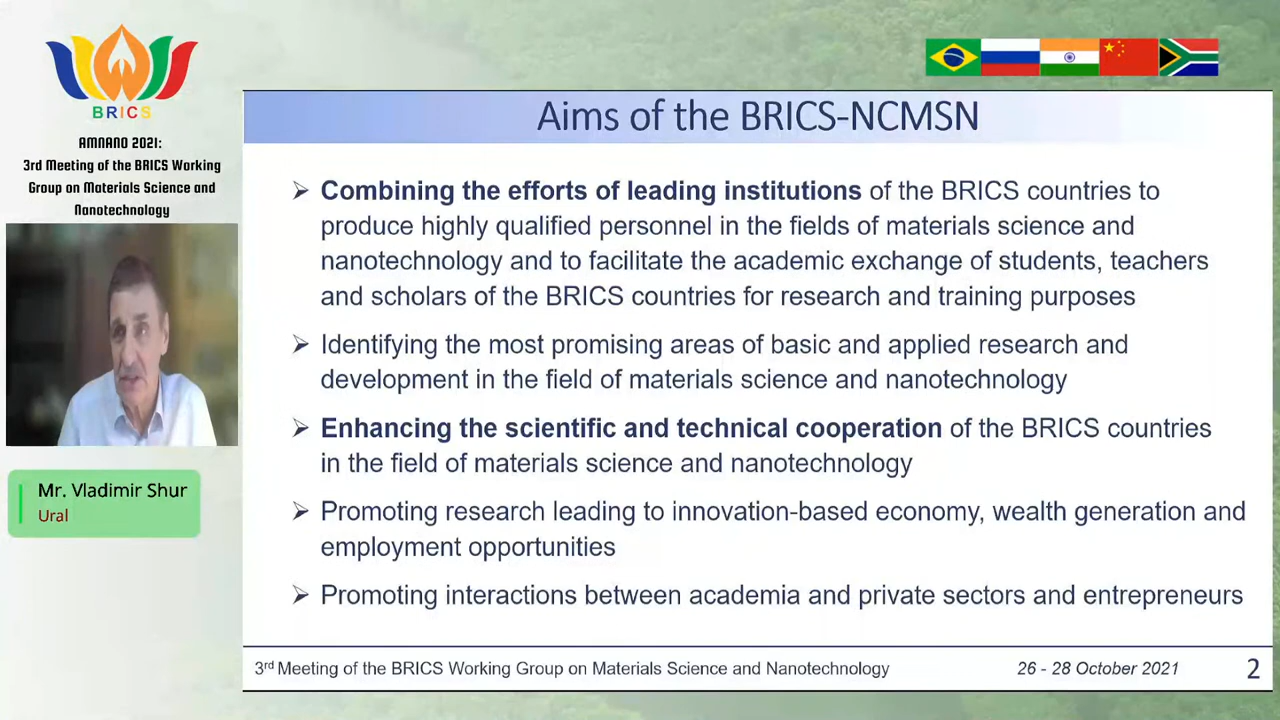 BRICS
AMNANO 2021:
3rd Meeting of the BRICS Working
Group on Materials Science and
Nanotechnology
Mr. Vladimir Shur
Ural
Aims of the BRICS-NCMSN
➢ Combining the efforts of leading institutions of the BRICS countries to
produce highly qualified personnel in the fields of materials science and
nanotechnology and to facilitate the academic exchange of students, teachers
and scholars of the BRICS countries for research and training purposes
➢ Identifying the most promising areas of basic and applied research and
development in the field of materials science and nanotechnology
➢ Enhancing the scientific and technical cooperation of the BRICS countries
in the field of materials science and nanotechnology
➢ Promoting research leading to innovation-based economy, wealth generation and
employment opportunities
➢ Promoting interactions between academia and private sectors and entrepreneurs
3rd Meeting of the BRICS Working Group on Materials Science and Nanotechnology 26 - 28 October 2021 2